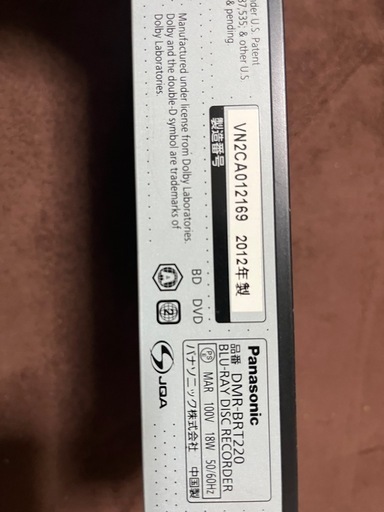 Panasonic
品番 DMR-BRT220
BLU-RAY DISC RECORDER
MAR 100V 18W 50/60Hz
パナソニック株式会社 中国製
製造番号
VN2CA012169 2012年製
BD DVD
A
2
JQA
Manufactured under license from Dolby Laboratories.
Dolby and the double-D symbol are trademarks of
Dolby Laboratories.
U.S. Patent
37,535; & other U.S.
& pending